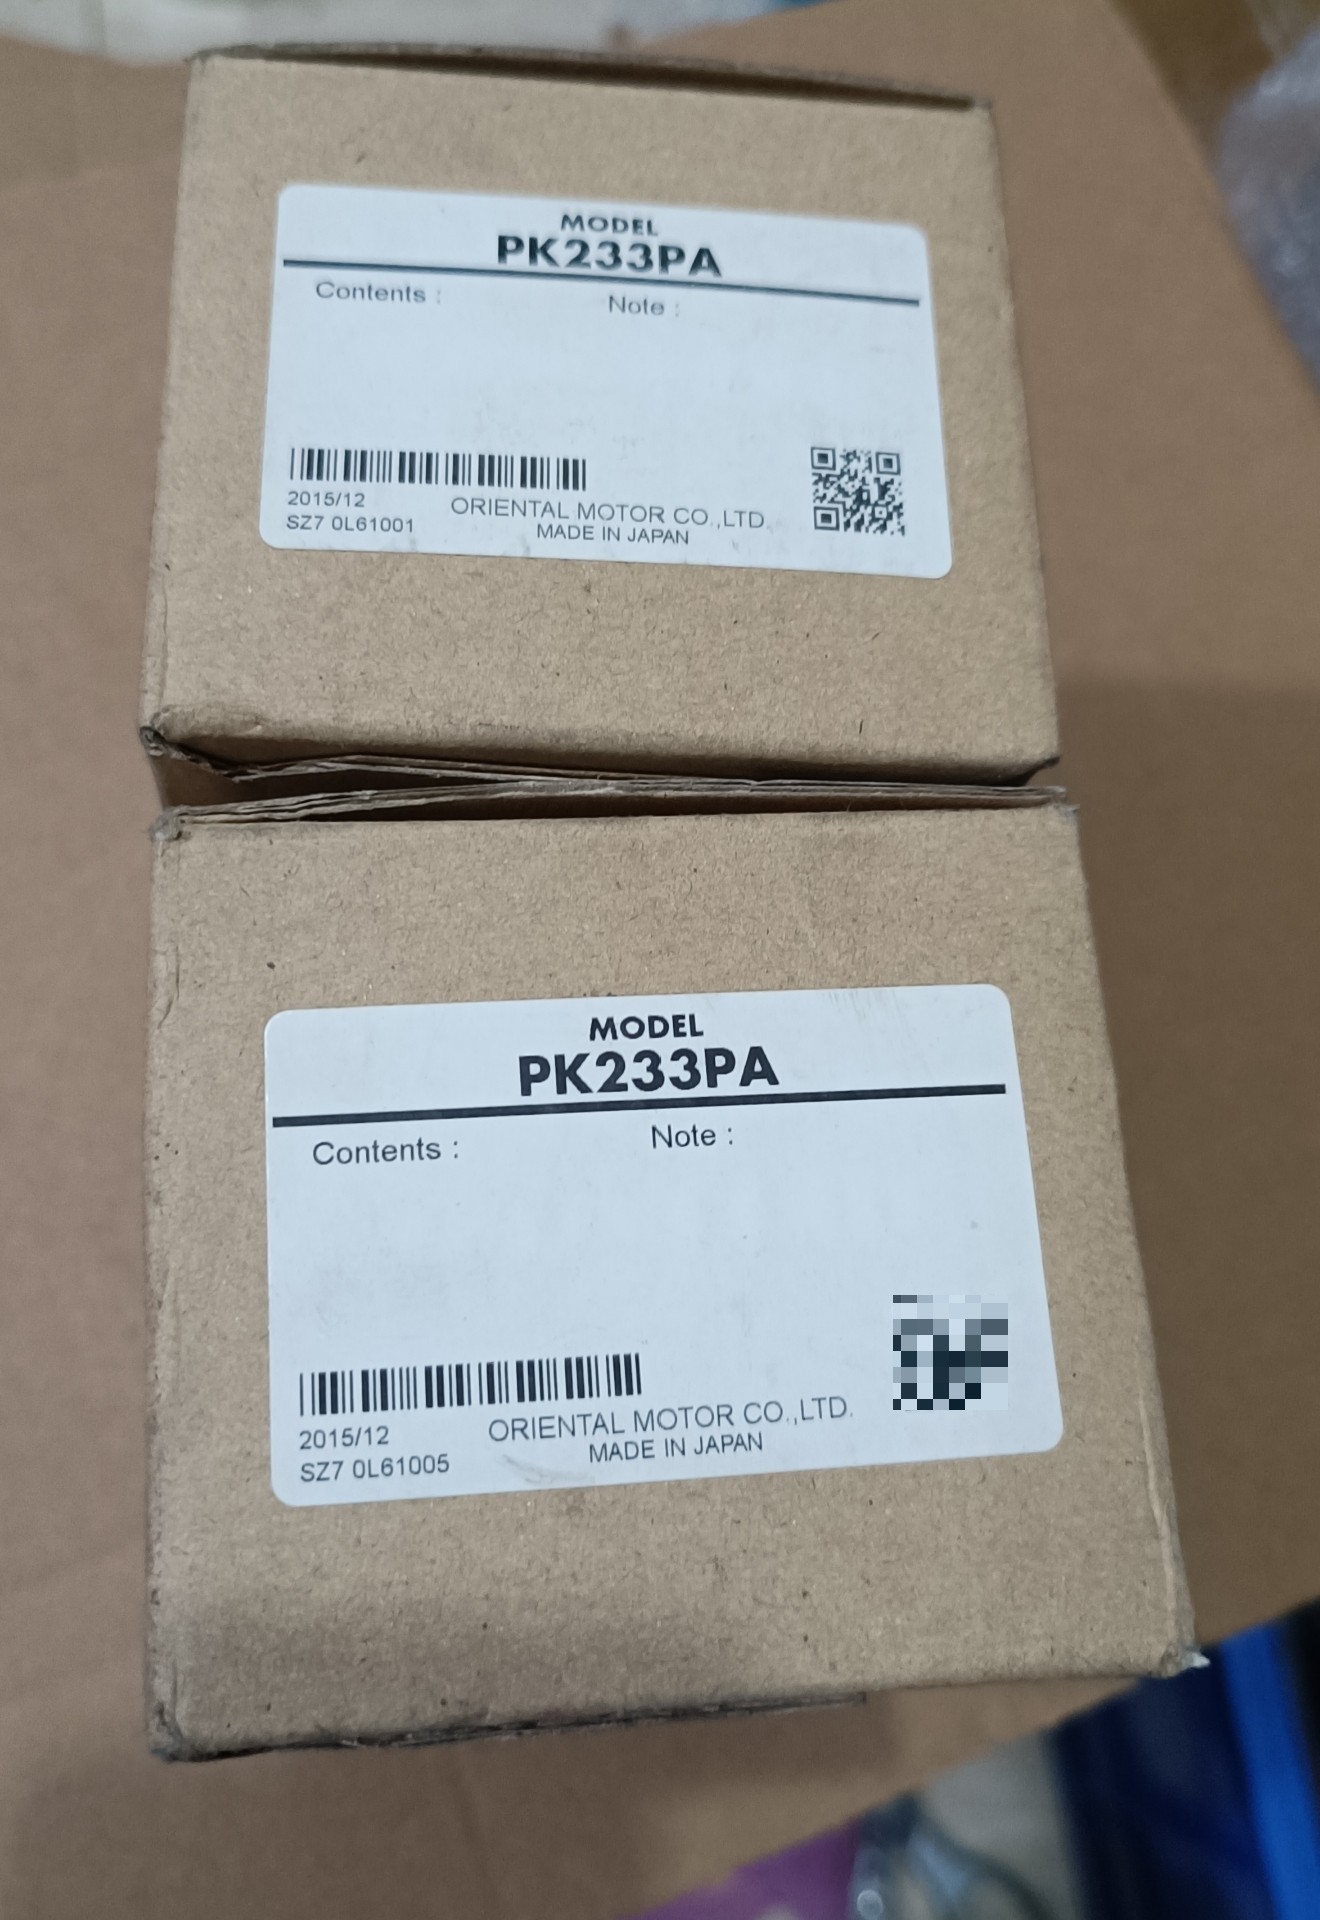 MODEL
PK233PA
Contents :
Note :
2015/12
SZ7 0L61001
ORIENTAL MOTOR CO.,LTD.
MADE IN JAPAN
MODEL
PK233PA
Contents :
Note :
2015/12
SZ7 0L61005
ORIENTAL MOTOR CO.,LTD.
MADE IN JAPAN